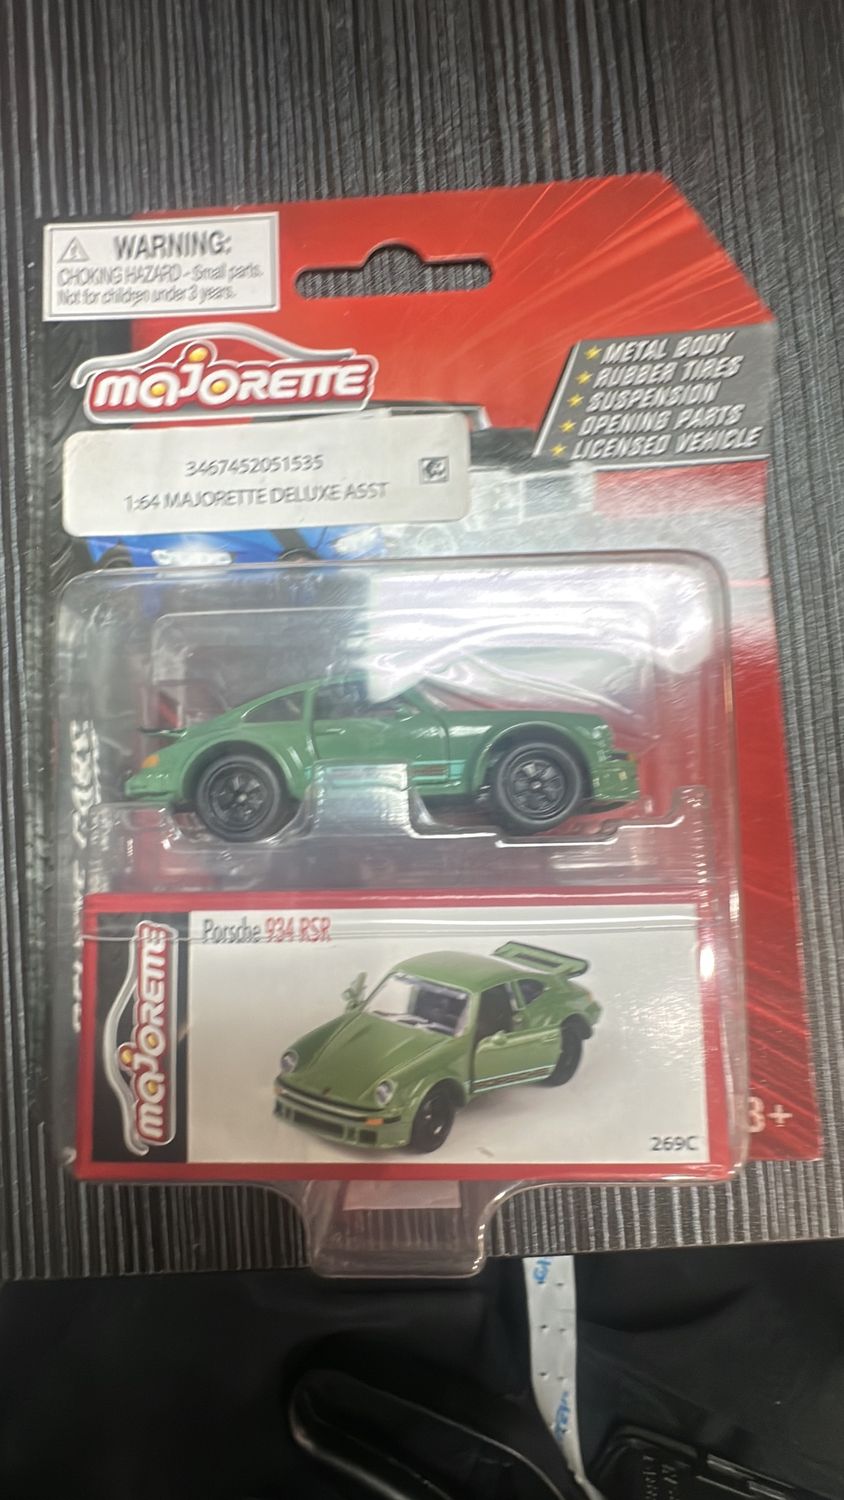 WARNING:
CHOKING HAZARD - Small parts.
Not for children under 3 years.
MAJORETTE
METAL BODY
RUBBER TIRES
SUSPENSION
OPENING PARTS
LICENSED VEHICLE
3467452051535
1:64 MAJORETTE DELUXE ASST
MAJORETTE
Porsche 934 RSR
269C
3+